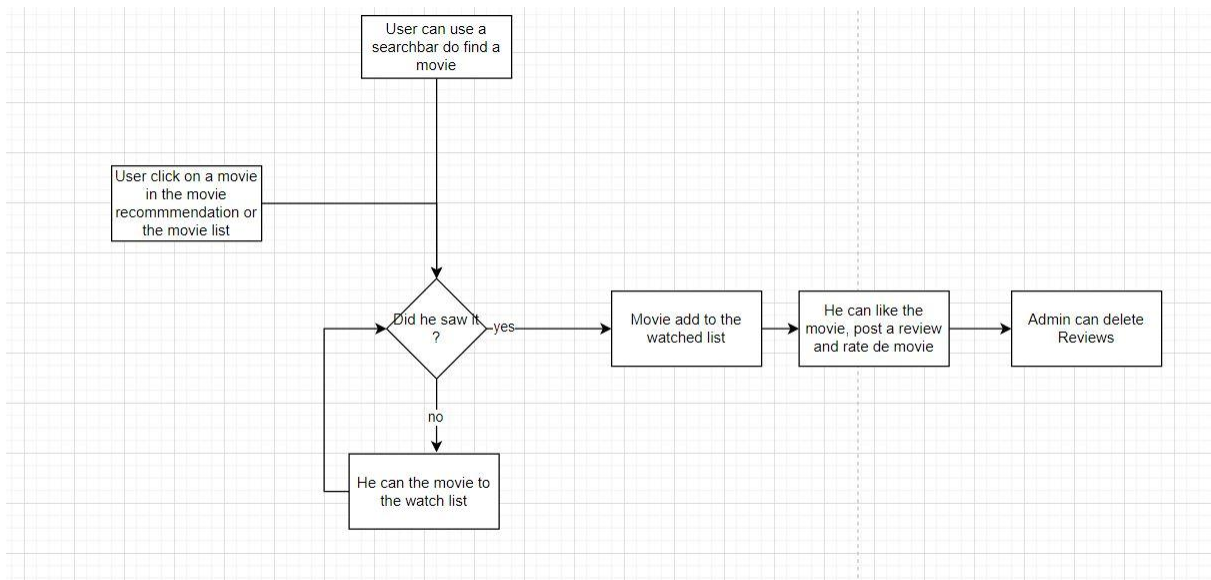 User can use a
searchbar do find a
movie
User click on a movie
in the movie
recommmendation or
the movie list
Did he saw it
?
yes
Movie add to the
watched list
He can like the
movie, post a review
and rate de movie
Admin can delete
Reviews
no
He can the movie to
the watch list